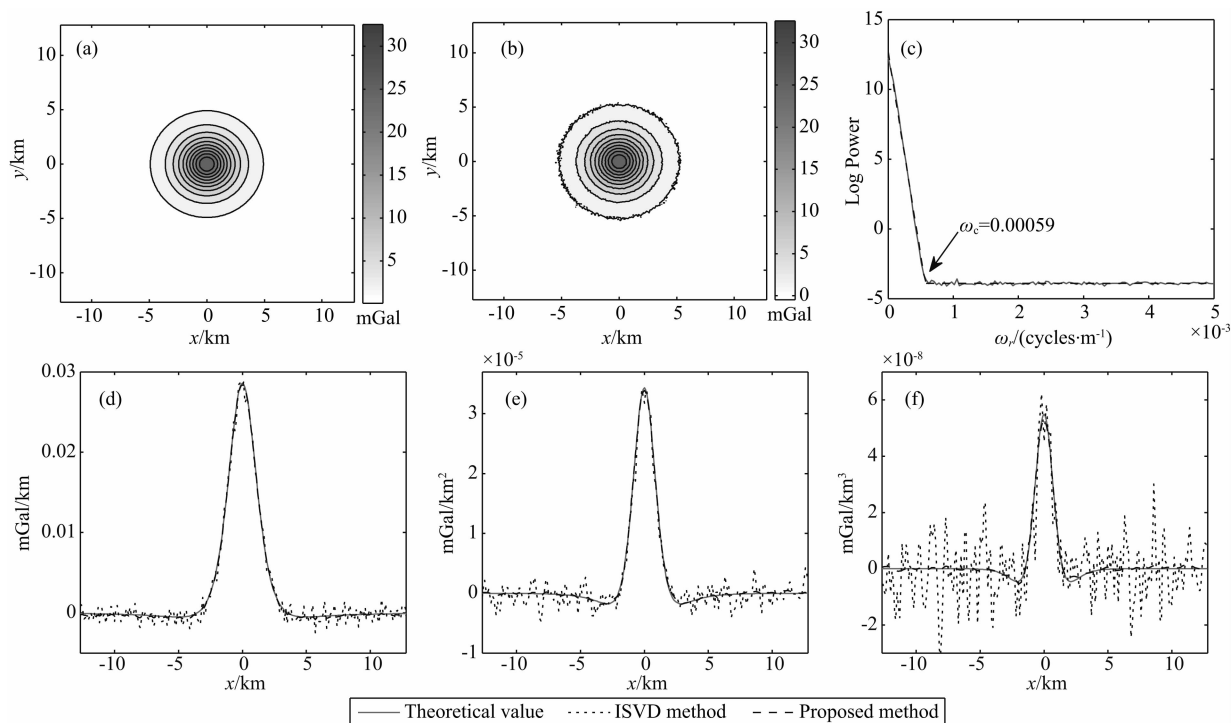 (a)
10
5
0
-5
-10
y/km
-10 -5 0 5 10
x/km
30
25
20
15
10
5
mGal
(b)
10
5
0
-5
-10
y/km
-10 -5 0 5 10
x/km
30
25
20
15
10
5
0
mGal
(c)
15
10
5
0
-5
Log Power
ωc=0.00059
0 1 2 3 4 5
×10⁻³
ωr/(cycles·m⁻¹)
(d)
0.03
0.02
0.01
0
mGal/km
-10 -5 0 5 10
x/km
×10⁻⁵
(e)
3
2
1
0
-1
mGal/km²
-10 -5 0 5 10
x/km
×10⁻⁸
(f)
6
4
2
0
-2
mGal/km³
-10 -5 0 5 10
x/km
Theoretical value ISVD method Proposed method